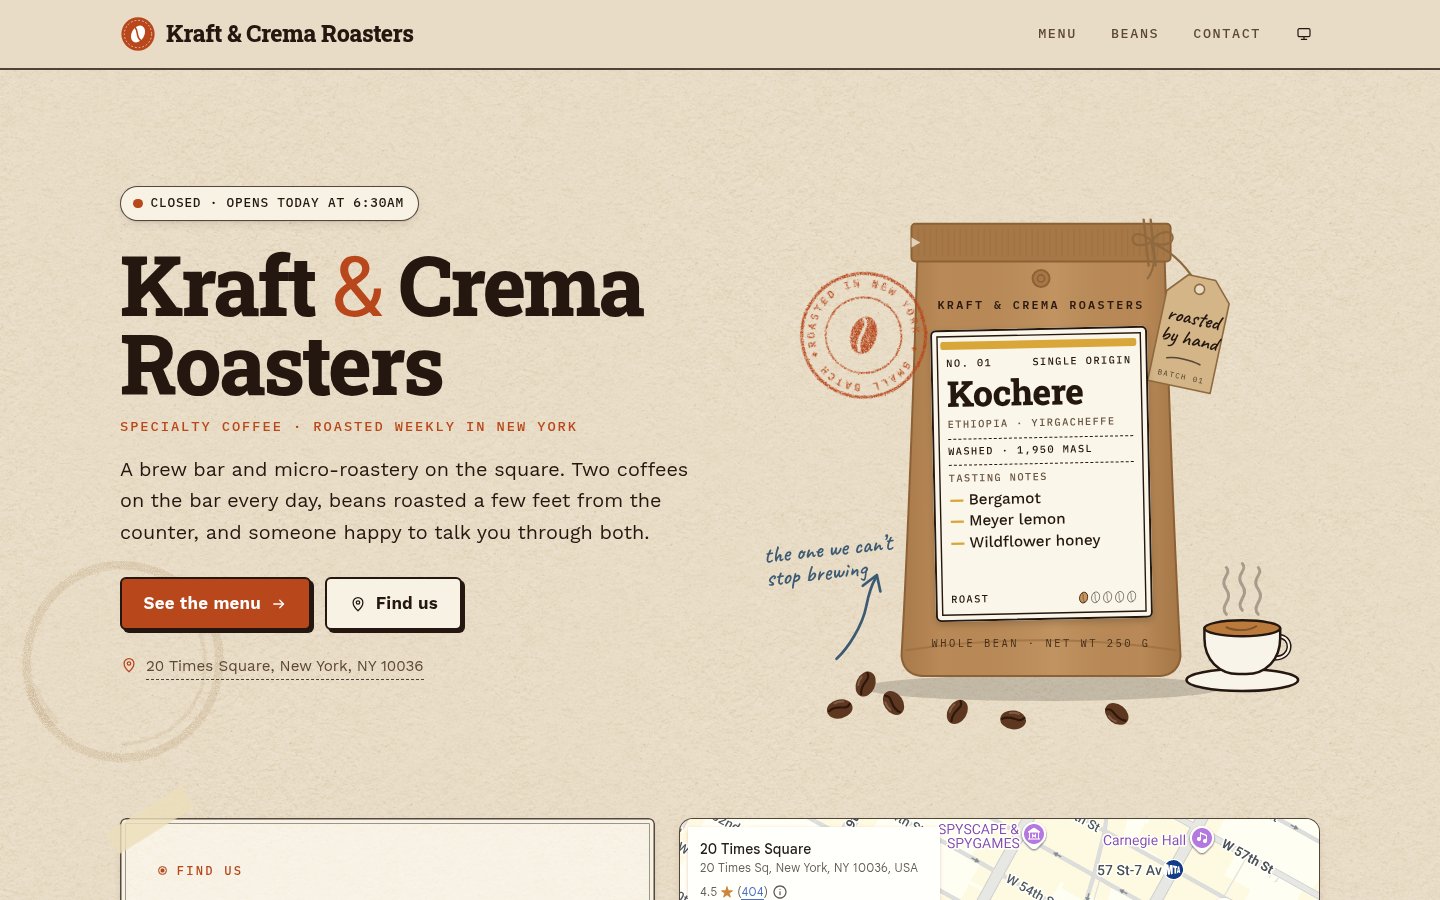 Kraft & Crema Roasters
MENU BEANS CONTACT
CLOSED · OPENS TODAY AT 6:30AM
Kraft & Crema
Roasters
SPECIALTY COFFEE · ROASTED WEEKLY IN NEW YORK
A brew bar and micro-roastery on the square. Two coffees
on the bar every day, beans roasted a few feet from the
counter, and someone happy to talk you through both.
See the menu →
Find us
20 Times Square, New York, NY 10036
ROASTED IN NEW YORK • SMALL BATCH •
KRAFT & CREMA ROASTERS
NO. 01 SINGLE ORIGIN
Kochere
ETHIOPIA · YIRGACHEFFE
WASHED · 1,950 MASL
TASTING NOTES
Bergamot
Meyer lemon
Wildflower honey
ROAST
WHOLE BEAN · NET WT 250 G
roasted
by hand
BATCH 01
the one we can't
stop brewing
FIND US
20 Times Square
20 Times Sq, New York, NY 10036, USA
4.5 ★ (404)
SPYSCAPE &
SPYGAMES
Carnegie Hall
57 St-7 Av
MTA
W 57th St
W 54th St